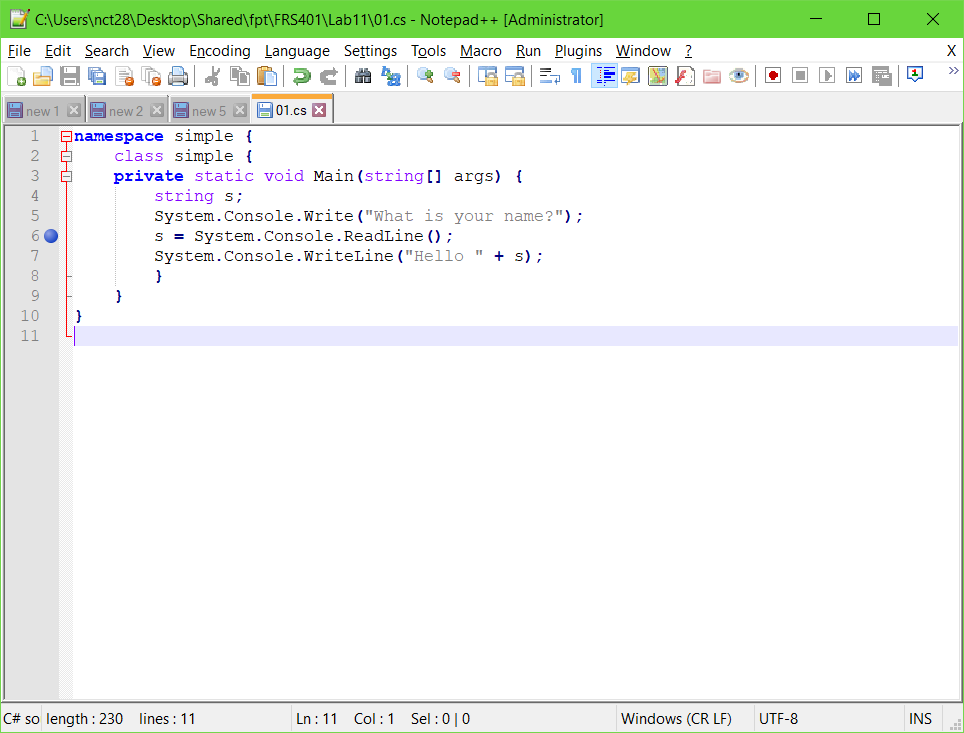 C:\Users\nct28\Desktop\Shared\fpt\FRS401\Lab11\01.cs - Notepad++ [Administrator]
File Edit Search View Encoding Language Settings Tools Macro Run Plugins Window ? X
new 1 new 2 new 5 01.cs
1 namespace simple {
2 class simple {
3 private static void Main(string[] args) {
4 string s;
5 System.Console.Write("What is your name?");
6 s = System.Console.ReadLine();
7 System.Console.WriteLine("Hello " + s);
8 }
9 }
10 }
11
C# so length : 230 lines : 11 Ln : 11 Col : 1 Sel : 0 | 0 Windows (CR LF) UTF-8 INS